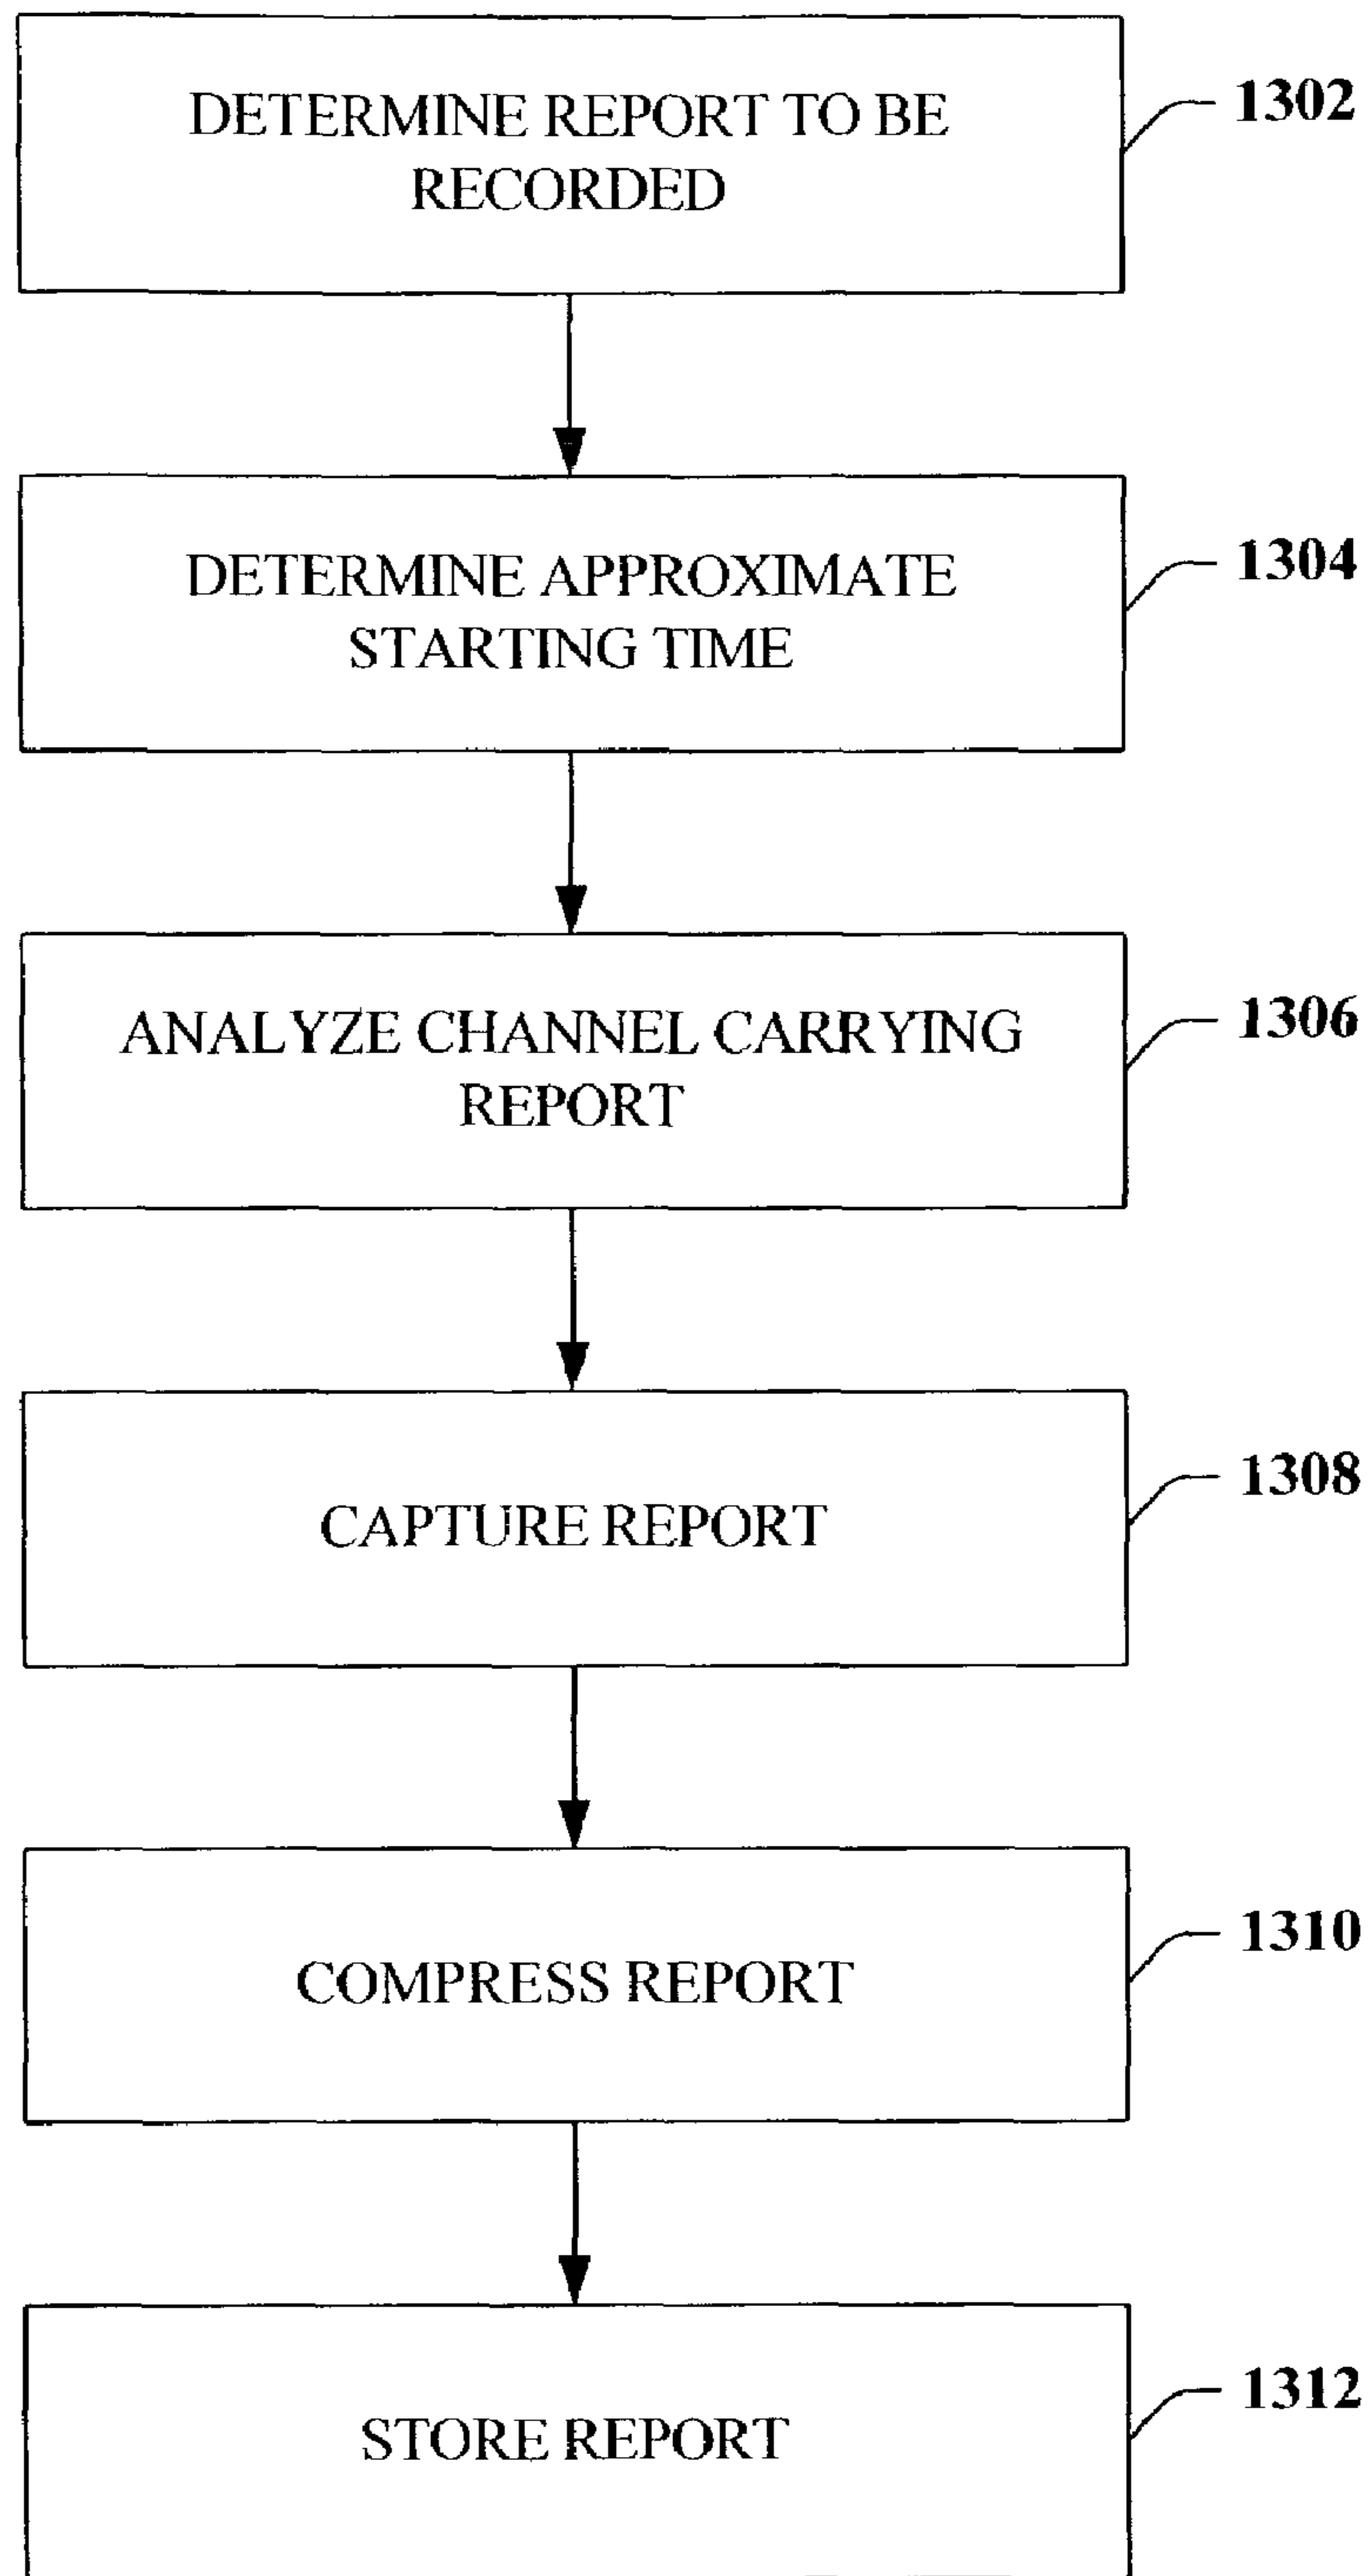 DETERMINE REPORT TO BE
RECORDED
1302
DETERMINE APPROXIMATE
STARTING TIME
1304
ANALYZE CHANNEL CARRYING
REPORT
1306
CAPTURE REPORT
1308
COMPRESS REPORT
1310
STORE REPORT
1312